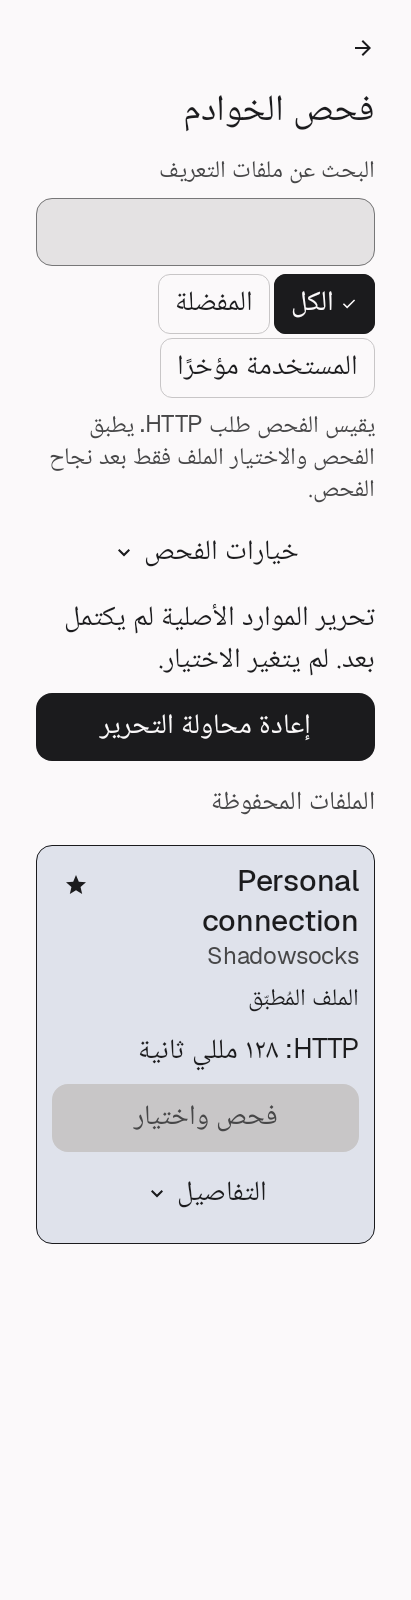 فحص الخوادم
البحث عن ملفات التعريف
الكل
المفضلة
المستخدمة مؤخرًا
يقيس الفحص طلب HTTP. يطبق
الفحص والاختيار الملف فقط بعد نجاح
الفحص.
خيارات الفحص
تحرير الموارد الأصلية لم يكتمل
بعد. لم يتغير الاختيار.
إعادة محاولة التحرير
الملفات المحفوظة
Personal
connection
Shadowsocks
الملف المُطبّق
HTTP: ١٢٨ مللي ثانية
فحص واختيار
التفاصيل